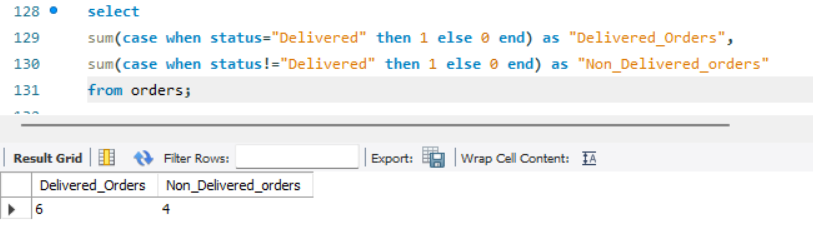 128 select
129 sum(case when status="Delivered" then 1 else 0 end) as "Delivered_Orders",
130 sum(case when status!="Delivered" then 1 else 0 end) as "Non_Delivered_orders"
131 from orders;
Result Grid Filter Rows: Export: Wrap Cell Content: IA
Delivered_Orders Non_Delivered_orders
6 4